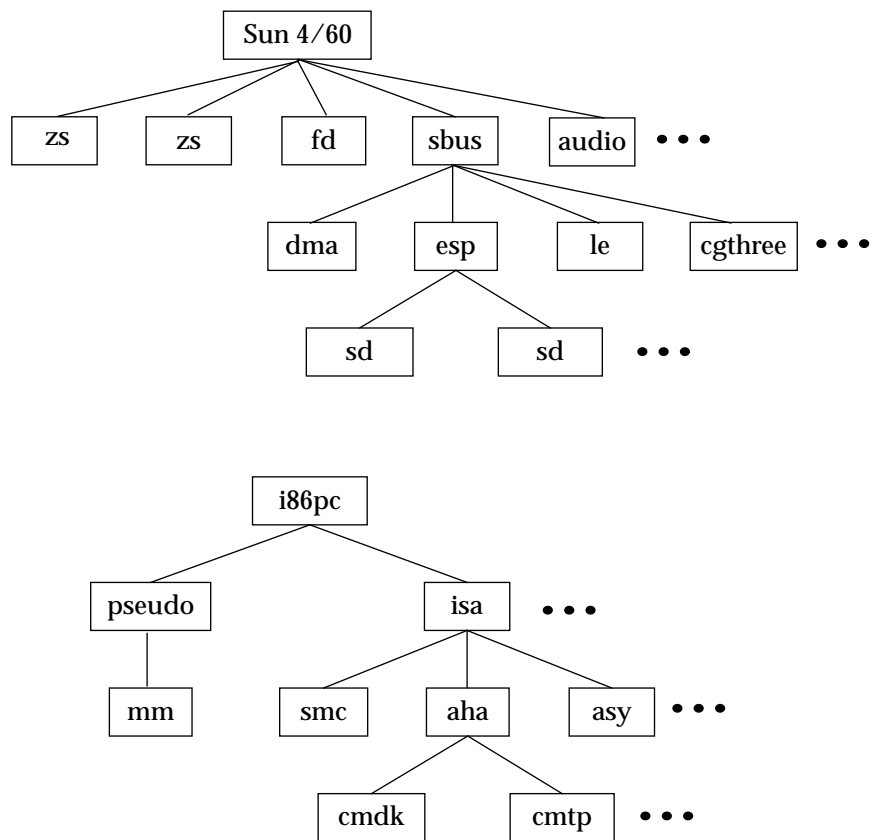 Sun 4/60
zs zs fd sbus audio •••
dma esp le cgthree •••
sd sd •••
i86pc
pseudo isa •••
mm smc aha asy •••
cmdk cmtp •••